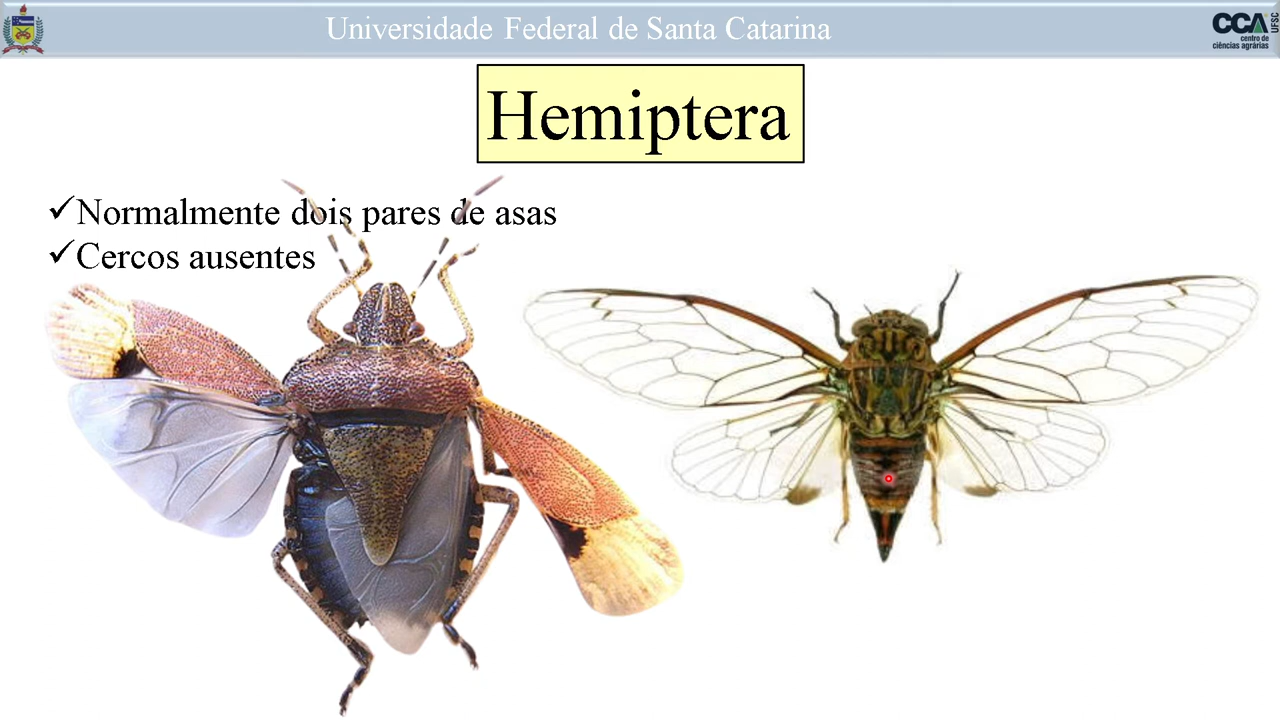 Universidade Federal de Santa Catarina
CCA
centro de
ciências agrárias
UFSC
Hemiptera
✓Normalmente dois pares de asas
✓Cercos ausentes